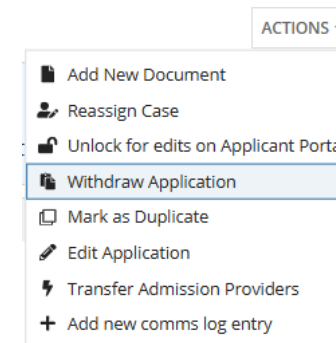 ACTIONS
Add New Document
Reassign Case
Unlock for edits on Applicant Porta
Withdraw Application
Mark as Duplicate
Edit Application
Transfer Admission Providers
Add new comms log entry